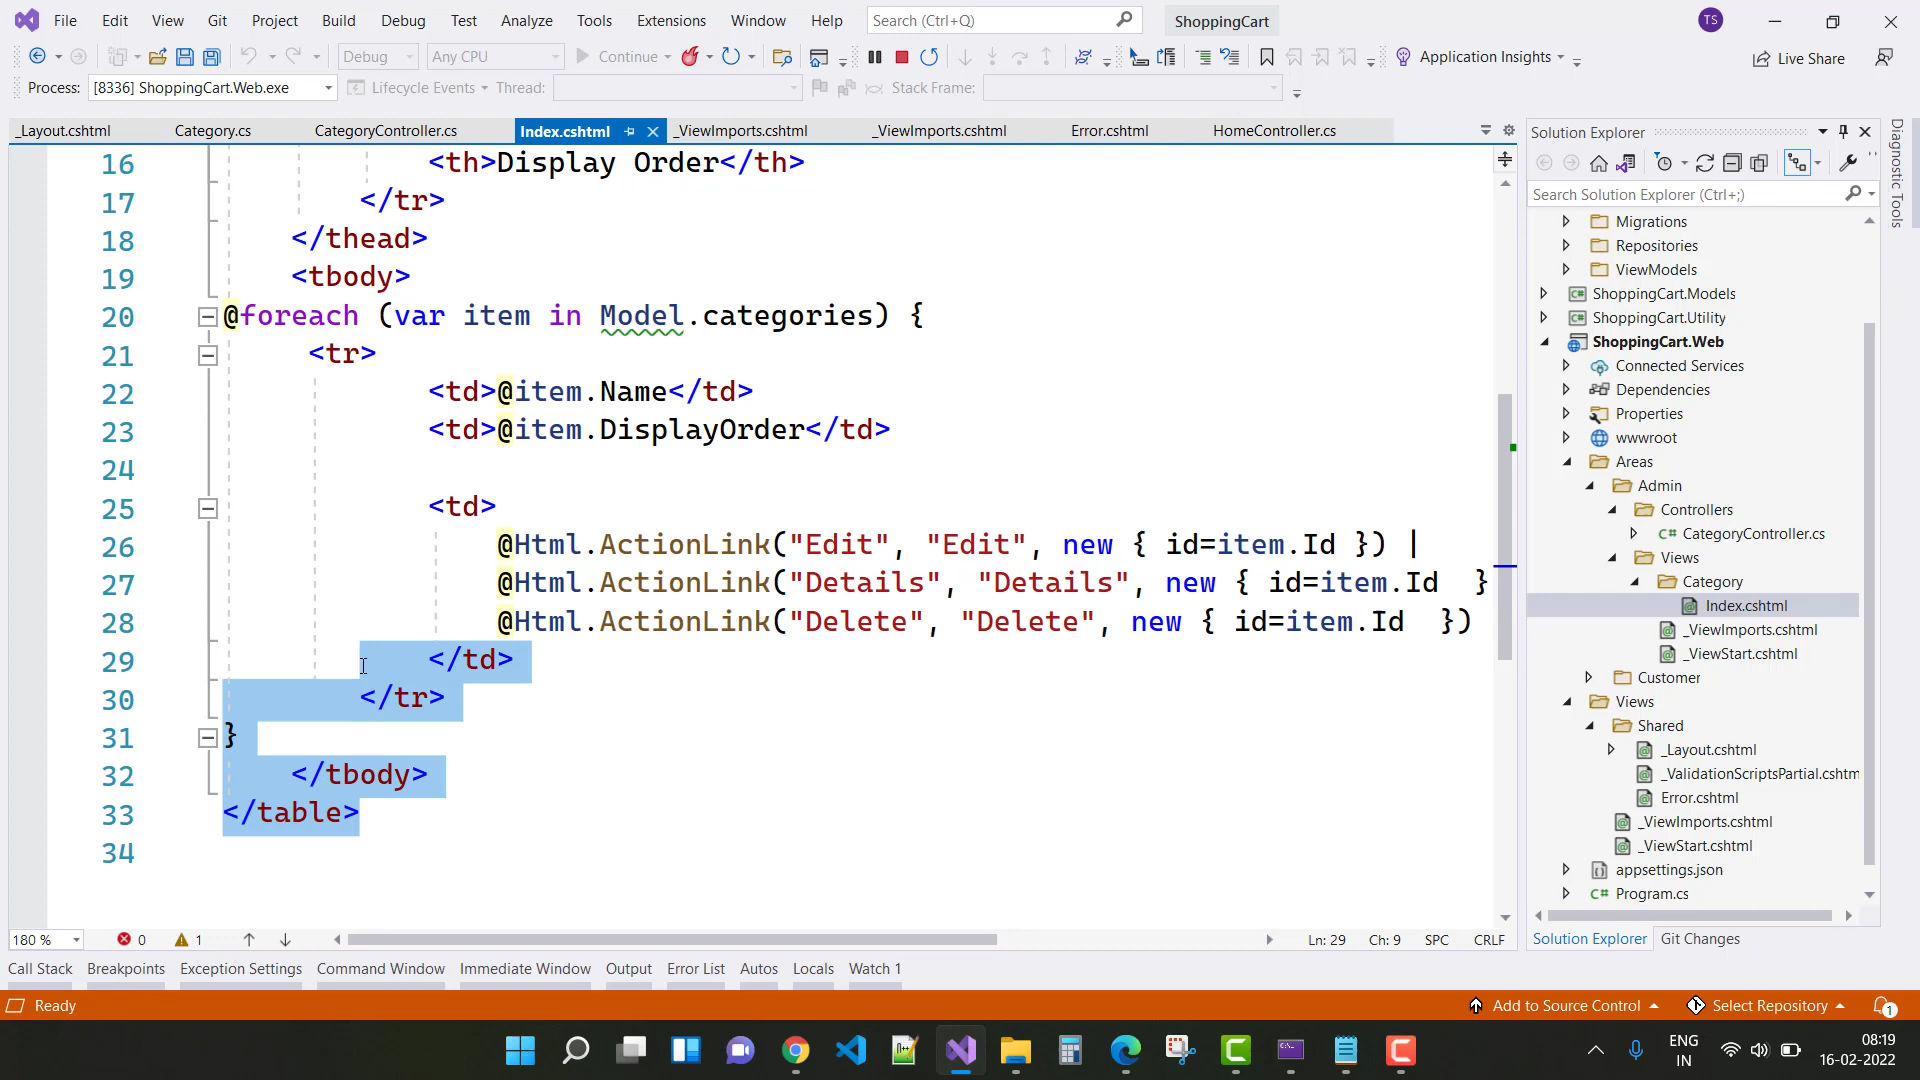 File Edit View Git Project Build Debug Test Analyze Tools Extensions Window Help Search (Ctrl+Q) ShoppingCart TS
Debug Any CPU Continue Application Insights Live Share
Process: [8336] ShoppingCart.Web.exe Lifecycle Events Thread: Stack Frame:
_Layout.cshtml Category.cs CategoryController.cs Index.cshtml _ViewImports.cshtml _ViewImports.cshtml Error.cshtml HomeController.cs
16 <th>Display Order</th>
17 </tr>
18 </thead>
19 <tbody>
20 @foreach (var item in Model.categories) {
21 <tr>
22 <td>@item.Name</td>
23 <td>@item.DisplayOrder</td>
24
25 <td>
26 @Html.ActionLink("Edit", "Edit", new { id=item.Id }) |
27 @Html.ActionLink("Details", "Details", new { id=item.Id }
28 @Html.ActionLink("Delete", "Delete", new { id=item.Id })
29 </td>
30 </tr>
31 }
32 </tbody>
33 </table>
34
180 % 0 1 Ln: 29 Ch: 9 SPC CRLF
Solution Explorer
Search Solution Explorer (Ctrl+;)
Migrations
Repositories
ViewModels
ShoppingCart.Models
ShoppingCart.Utility
ShoppingCart.Web
Connected Services
Dependencies
Properties
wwwroot
Areas
Admin
Controllers
C# CategoryController.cs
Views
Category
Index.cshtml
_ViewImports.cshtml
_ViewStart.cshtml
Customer
Views
Shared
_Layout.cshtml
_ValidationScriptsPartial.cshtm
Error.cshtml
_ViewImports.cshtml
_ViewStart.cshtml
appsettings.json
C# Program.cs
Solution Explorer Git Changes
Diagnostic Tools
Call Stack Breakpoints Exception Settings Command Window Immediate Window Output Error List Autos Locals Watch 1
Ready Add to Source Control Select Repository 1
ENG
IN
08:19
16-02-2022